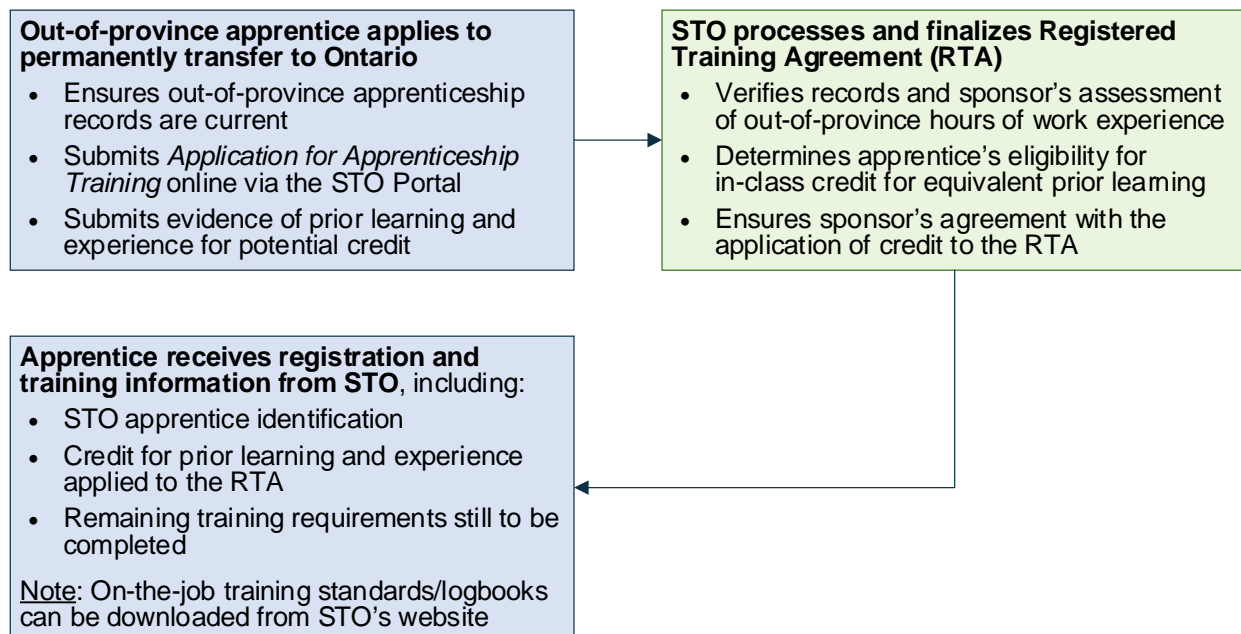 Out-of-province apprentice applies to
permanently transfer to Ontario
• Ensures out-of-province apprenticeship
records are current
• Submits Application for Apprenticeship
Training online via the STO Portal
• Submits evidence of prior learning and
experience for potential credit
STO processes and finalizes Registered
Training Agreement (RTA)
• Verifies records and sponsor’s assessment
of out-of-province hours of work experience
• Determines apprentice’s eligibility for
in-class credit for equivalent prior learning
• Ensures sponsor’s agreement with the
application of credit to the RTA
Apprentice receives registration and
training information from STO, including:
• STO apprentice identification
• Credit for prior learning and experience
applied to the RTA
• Remaining training requirements still to be
completed
Note: On-the-job training standards/logbooks
can be downloaded from STO’s website